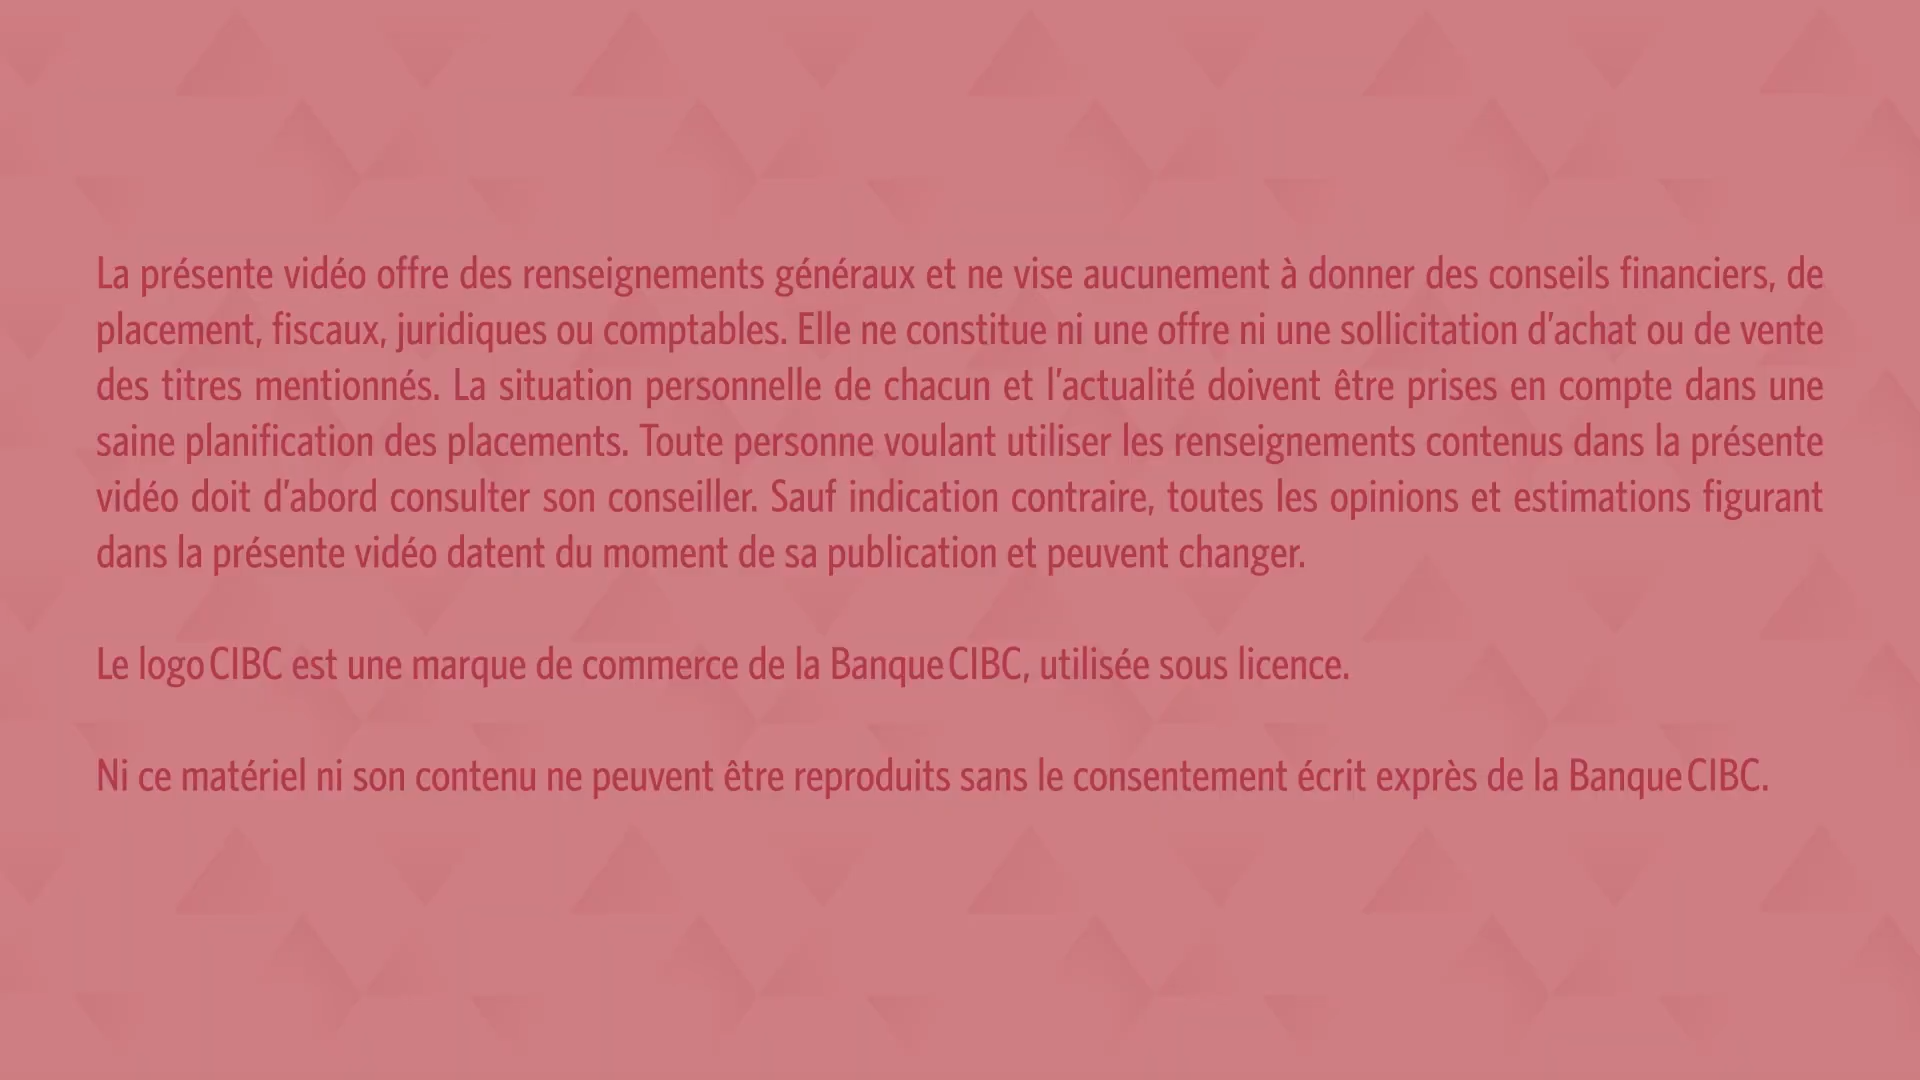 La présente vidéo offre des renseignements généraux et ne vise aucunement à donner des conseils financiers, de
placement, fiscaux, juridiques ou comptables. Elle ne constitue ni une offre ni une sollicitation d’achat ou de vente
des titres mentionnés. La situation personnelle de chacun et l’actualité doivent être prises en compte dans une
saine planification des placements. Toute personne voulant utiliser les renseignements contenus dans la présente
vidéo doit d’abord consulter son conseiller. Sauf indication contraire, toutes les opinions et estimations figurant
dans la présente vidéo datent du moment de sa publication et peuvent changer.
Le logo CIBC est une marque de commerce de la Banque CIBC, utilisée sous licence.
Ni ce matériel ni son contenu ne peuvent être reproduits sans le consentement écrit exprès de la Banque CIBC.